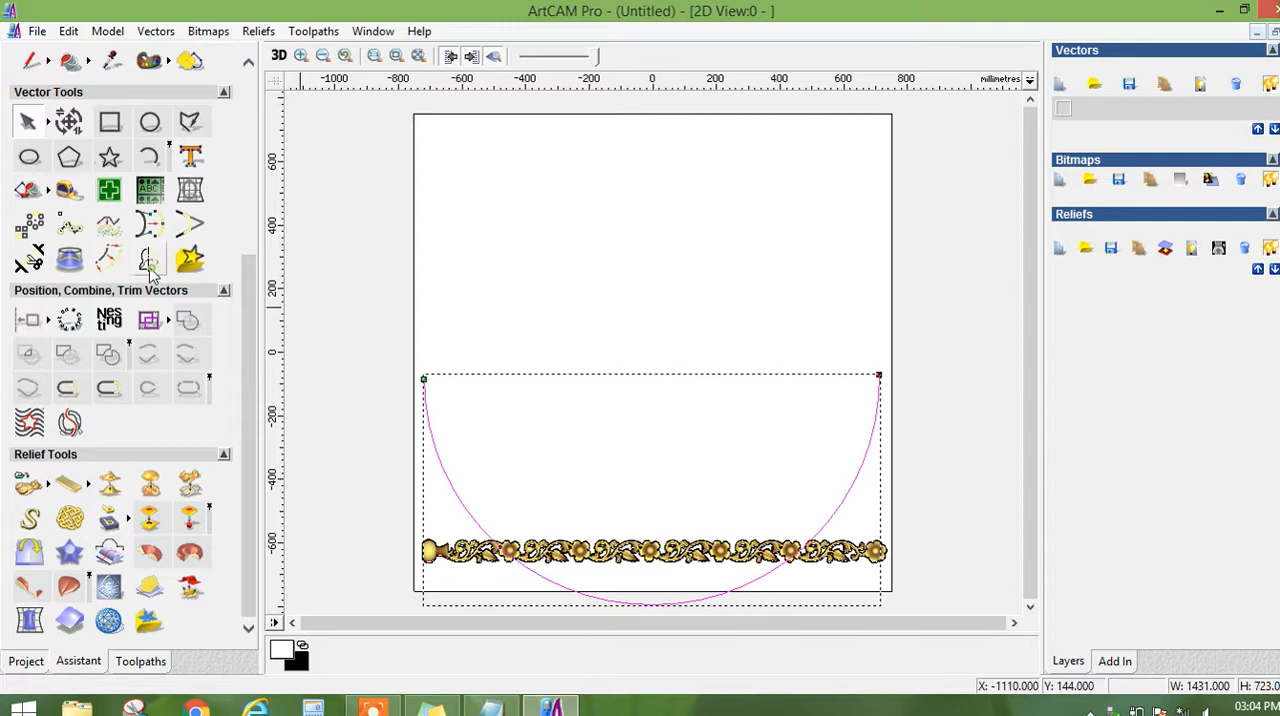 ArtCAM Pro - (Untitled) - [2D View:0 - ]
File Edit Model Vectors Bitmaps Reliefs Toolpaths Window Help
3D
Vector Tools
Position, Combine, Trim Vectors
Relief Tools
Project Assistant Toolpaths
-1000 -800 -600 -400 -200 0 200 400 600 800 millimetres
600
400
200
0
-200
-400
-600
Vectors
Bitmaps
Reliefs
Layers Add In
X: -1110.000 Y: 144.000 W: 1431.000 H: 723.0
03:04 PM
T
ABC
Nes
ting